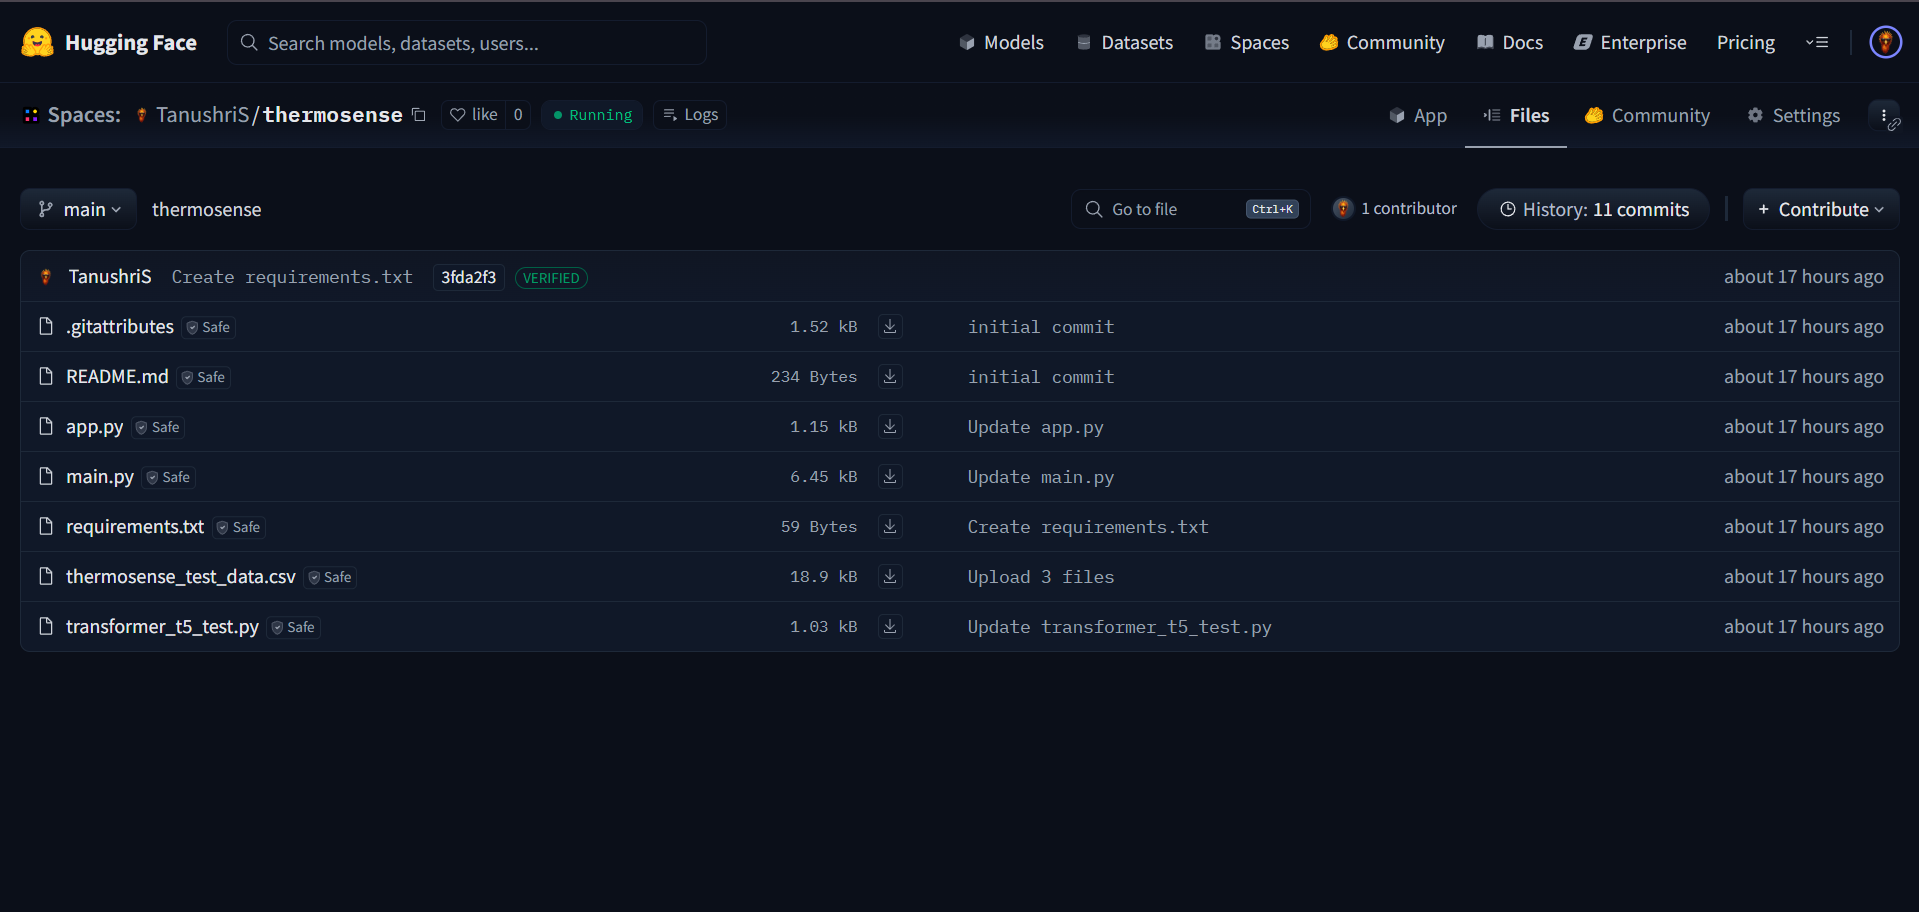 Hugging Face Search models, datasets, users... Models Datasets Spaces Community Docs Enterprise Pricing
Spaces: TanushriS/thermosense like 0 Running Logs App Files Community Settings
main thermosense Go to file Ctrl+K 1 contributor History: 11 commits + Contribute
TanushriS Create requirements.txt 3fda2f3 VERIFIED about 17 hours ago
.gitattributes Safe 1.52 kB initial commit about 17 hours ago
README.md Safe 234 Bytes initial commit about 17 hours ago
app.py Safe 1.15 kB Update app.py about 17 hours ago
main.py Safe 6.45 kB Update main.py about 17 hours ago
requirements.txt Safe 59 Bytes Create requirements.txt about 17 hours ago
thermosense_test_data.csv Safe 18.9 kB Upload 3 files about 17 hours ago
transformer_t5_test.py Safe 1.03 kB Update transformer_t5_test.py about 17 hours ago